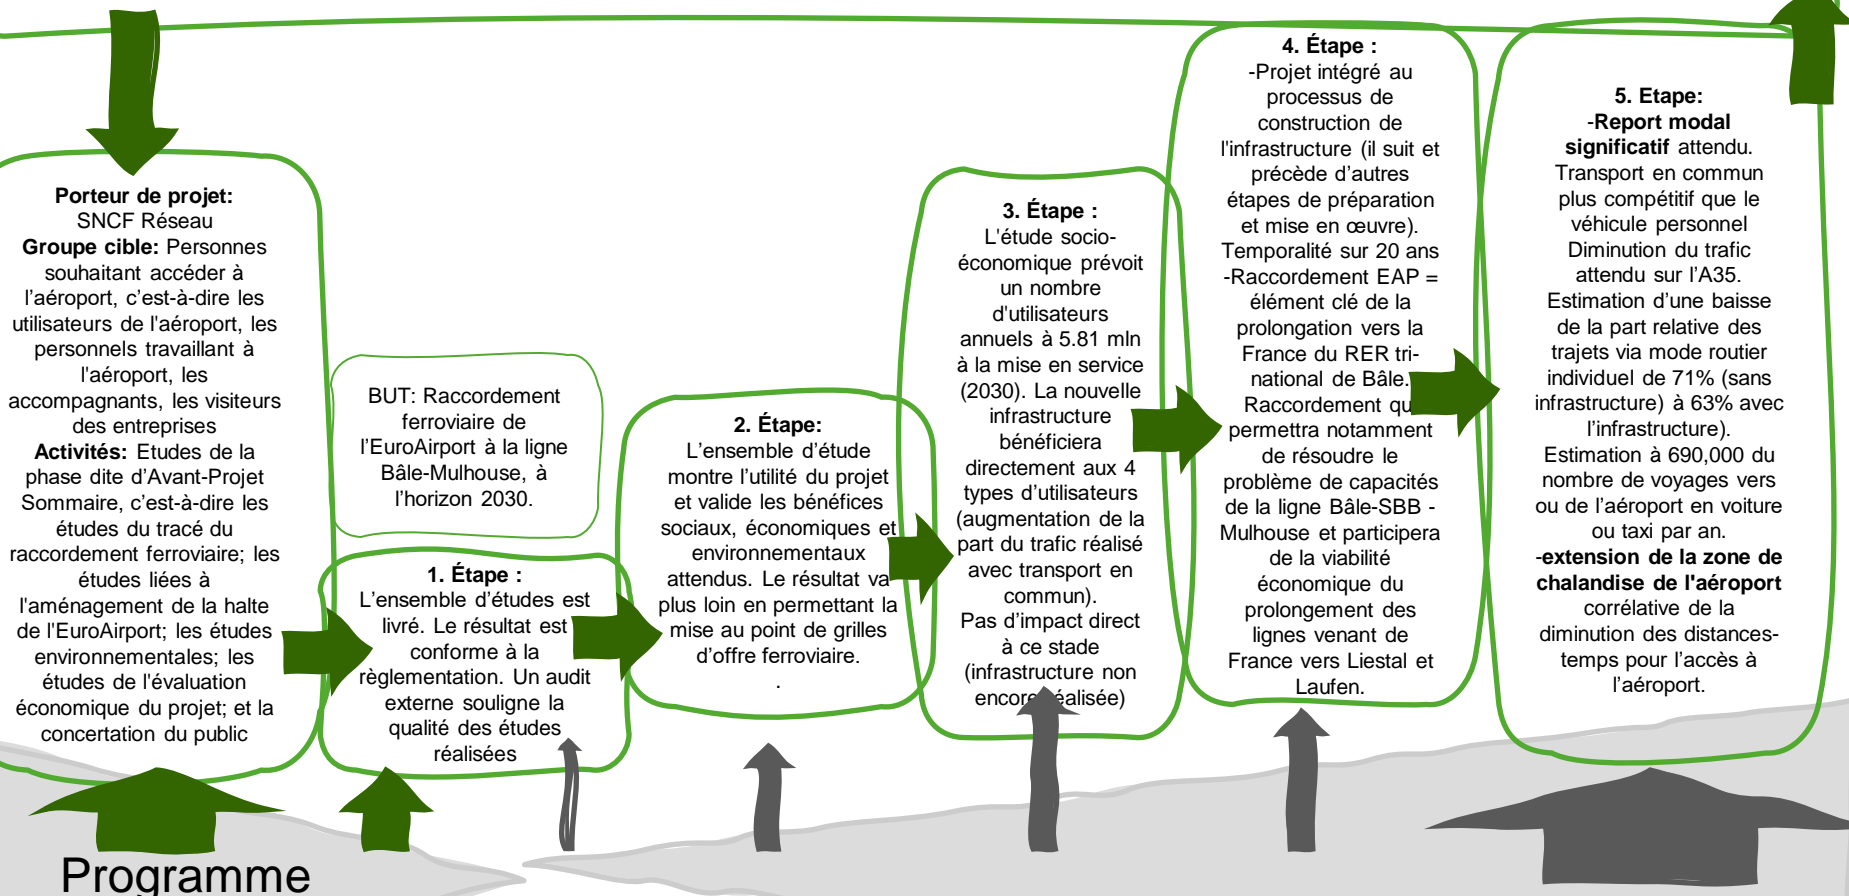 Porteur de projet:
SNCF Réseau
Groupe cible: Personnes
souhaitant accéder à
l’aéroport, c’est-à-dire les
utilisateurs de l'aéroport, les
personnels travaillant à
l'aéroport, les
accompagnants, les visiteurs
des entreprises
Activités: Etudes de la
phase dite d’Avant-Projet
Sommaire, c’est-à-dire les
études du tracé du
raccordement ferroviaire; les
études liées à
l'aménagement de la halte
de l'EuroAirport; les études
environnementales; les
études de l'évaluation
économique du projet; et la
concertation du public
BUT: Raccordement
ferroviaire de
l’EuroAirport à la ligne
Bâle-Mulhouse, à
l’horizon 2030.
1. Étape :
L’ensemble d’études est
livré. Le résultat est
conforme à la
règlementation. Un audit
externe souligne la
qualité des études
réalisées
2. Étape:
L’ensemble d’étude
montre l’utilité du projet
et valide les bénéfices
sociaux, économiques et
environnementaux
attendus. Le résultat va
plus loin en permettant la
mise au point de grilles
d’offre ferroviaire.
.
3. Étape :
L'étude socio-
économique prévoit
un nombre
d'utilisateurs
annuels à 5.81 mln
à la mise en service
(2030). La nouvelle
infrastructure
bénéficiera
directement aux 4
types d’utilisateurs
(augmentation de la
part du trafic réalisé
avec transport en
commun).
Pas d’impact direct
à ce stade
(infrastructure non
encore réalisée)
4. Étape :
-Projet intégré au
processus de
construction de
l'infrastructure (il suit et
précède d’autres
étapes de préparation
et mise en œuvre).
Temporalité sur 20 ans
-Raccordement EAP =
élément clé de la
prolongation vers la
France du RER tri-
national de Bâle.
Raccordement qui
permettra notamment
de résoudre le
problème de capacités
de la ligne Bâle-SBB -
Mulhouse et participera
de la viabilité
économique du
prolongement des
lignes venant de
France vers Liestal et
Laufen.
5. Etape:
-Report modal
significatif attendu.
Transport en commun
plus compétitif que le
véhicule personnel
Diminution du trafic
attendu sur l’A35.
Estimation d’une baisse
de la part relative des
trajets via mode routier
individuel de 71% (sans
infrastructure) à 63% avec
l’infrastructure).
Estimation à 690,000 du
nombre de voyages vers
ou de l’aéroport en voiture
ou taxi par an.
-extension de la zone de
chalandise de l'aéroport
corrélative de la
diminution des distances-
temps pour l’accès à
l’aéroport.
Programme